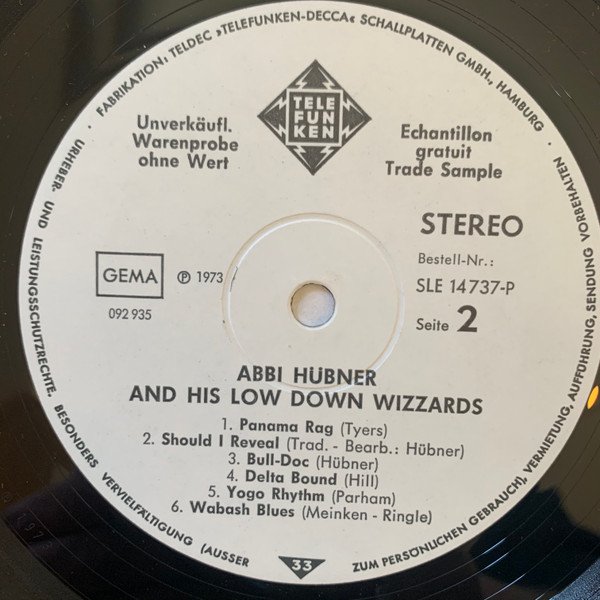 · FABRIKATION: TELDEC »TELEFUNKEN-DECCA« SCHALLPLATTEN GMBH., HAMBURG ·
URHEBER- UND LEISTUNGSSCHUTZRECHTE, BESONDERS VERVIELFÄLTIGUNG (AUSSER ZUM PERSÖNLICHEN GEBRAUCH), VERMIETUNG, AUFFÜHRUNG, SENDUNG VORBEHALTEN
TELE
FUN
KEN
Unverkäufl.
Warenprobe
ohne Wert
Echantillon
gratuit
Trade Sample
STEREO
GEMA
℗ 1973
092 935
Bestell-Nr.:
SLE 14 737-P
Seite 2
ABBI HÜBNER
AND HIS LOW DOWN WIZZARDS
1. Panama Rag (Tyers)
2. Should I Reveal (Trad. - Bearb.: Hübner)
3. Bull-Doc (Hübner)
4. Delta Bound (Hill)
5. Yogo Rhythm (Parham)
6. Wabash Blues (Meinken - Ringle)
33